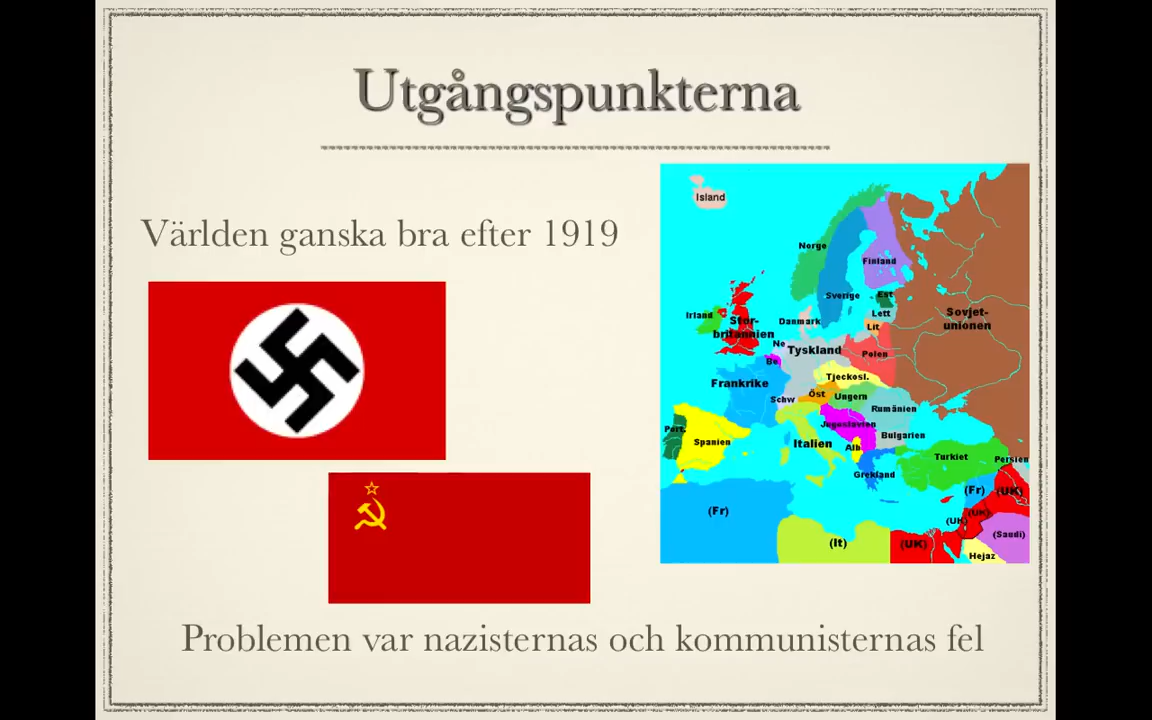 Utgångspunkterna
Världen ganska bra efter 1919
Island
Norge
Finland
Sverige
Est
Lett
Lit
Sovjet-
unionen
Irland
Stor-
britannien
Danmark
Ne
Be
Tyskland
Polen
Frankrike
Tjeckosl.
Schw
Öst
Ungern
Rumänien
Jugoslavien
Bulgarien
Port.
Spanien
Italien
Alb
Grekland
Turkiet
Persien
(Fr)
(UK)
(Fr)
(UK)
(UK)
(It)
(UK)
(Saudi)
Hejaz
Problemen var nazisternas och kommunisternas fel